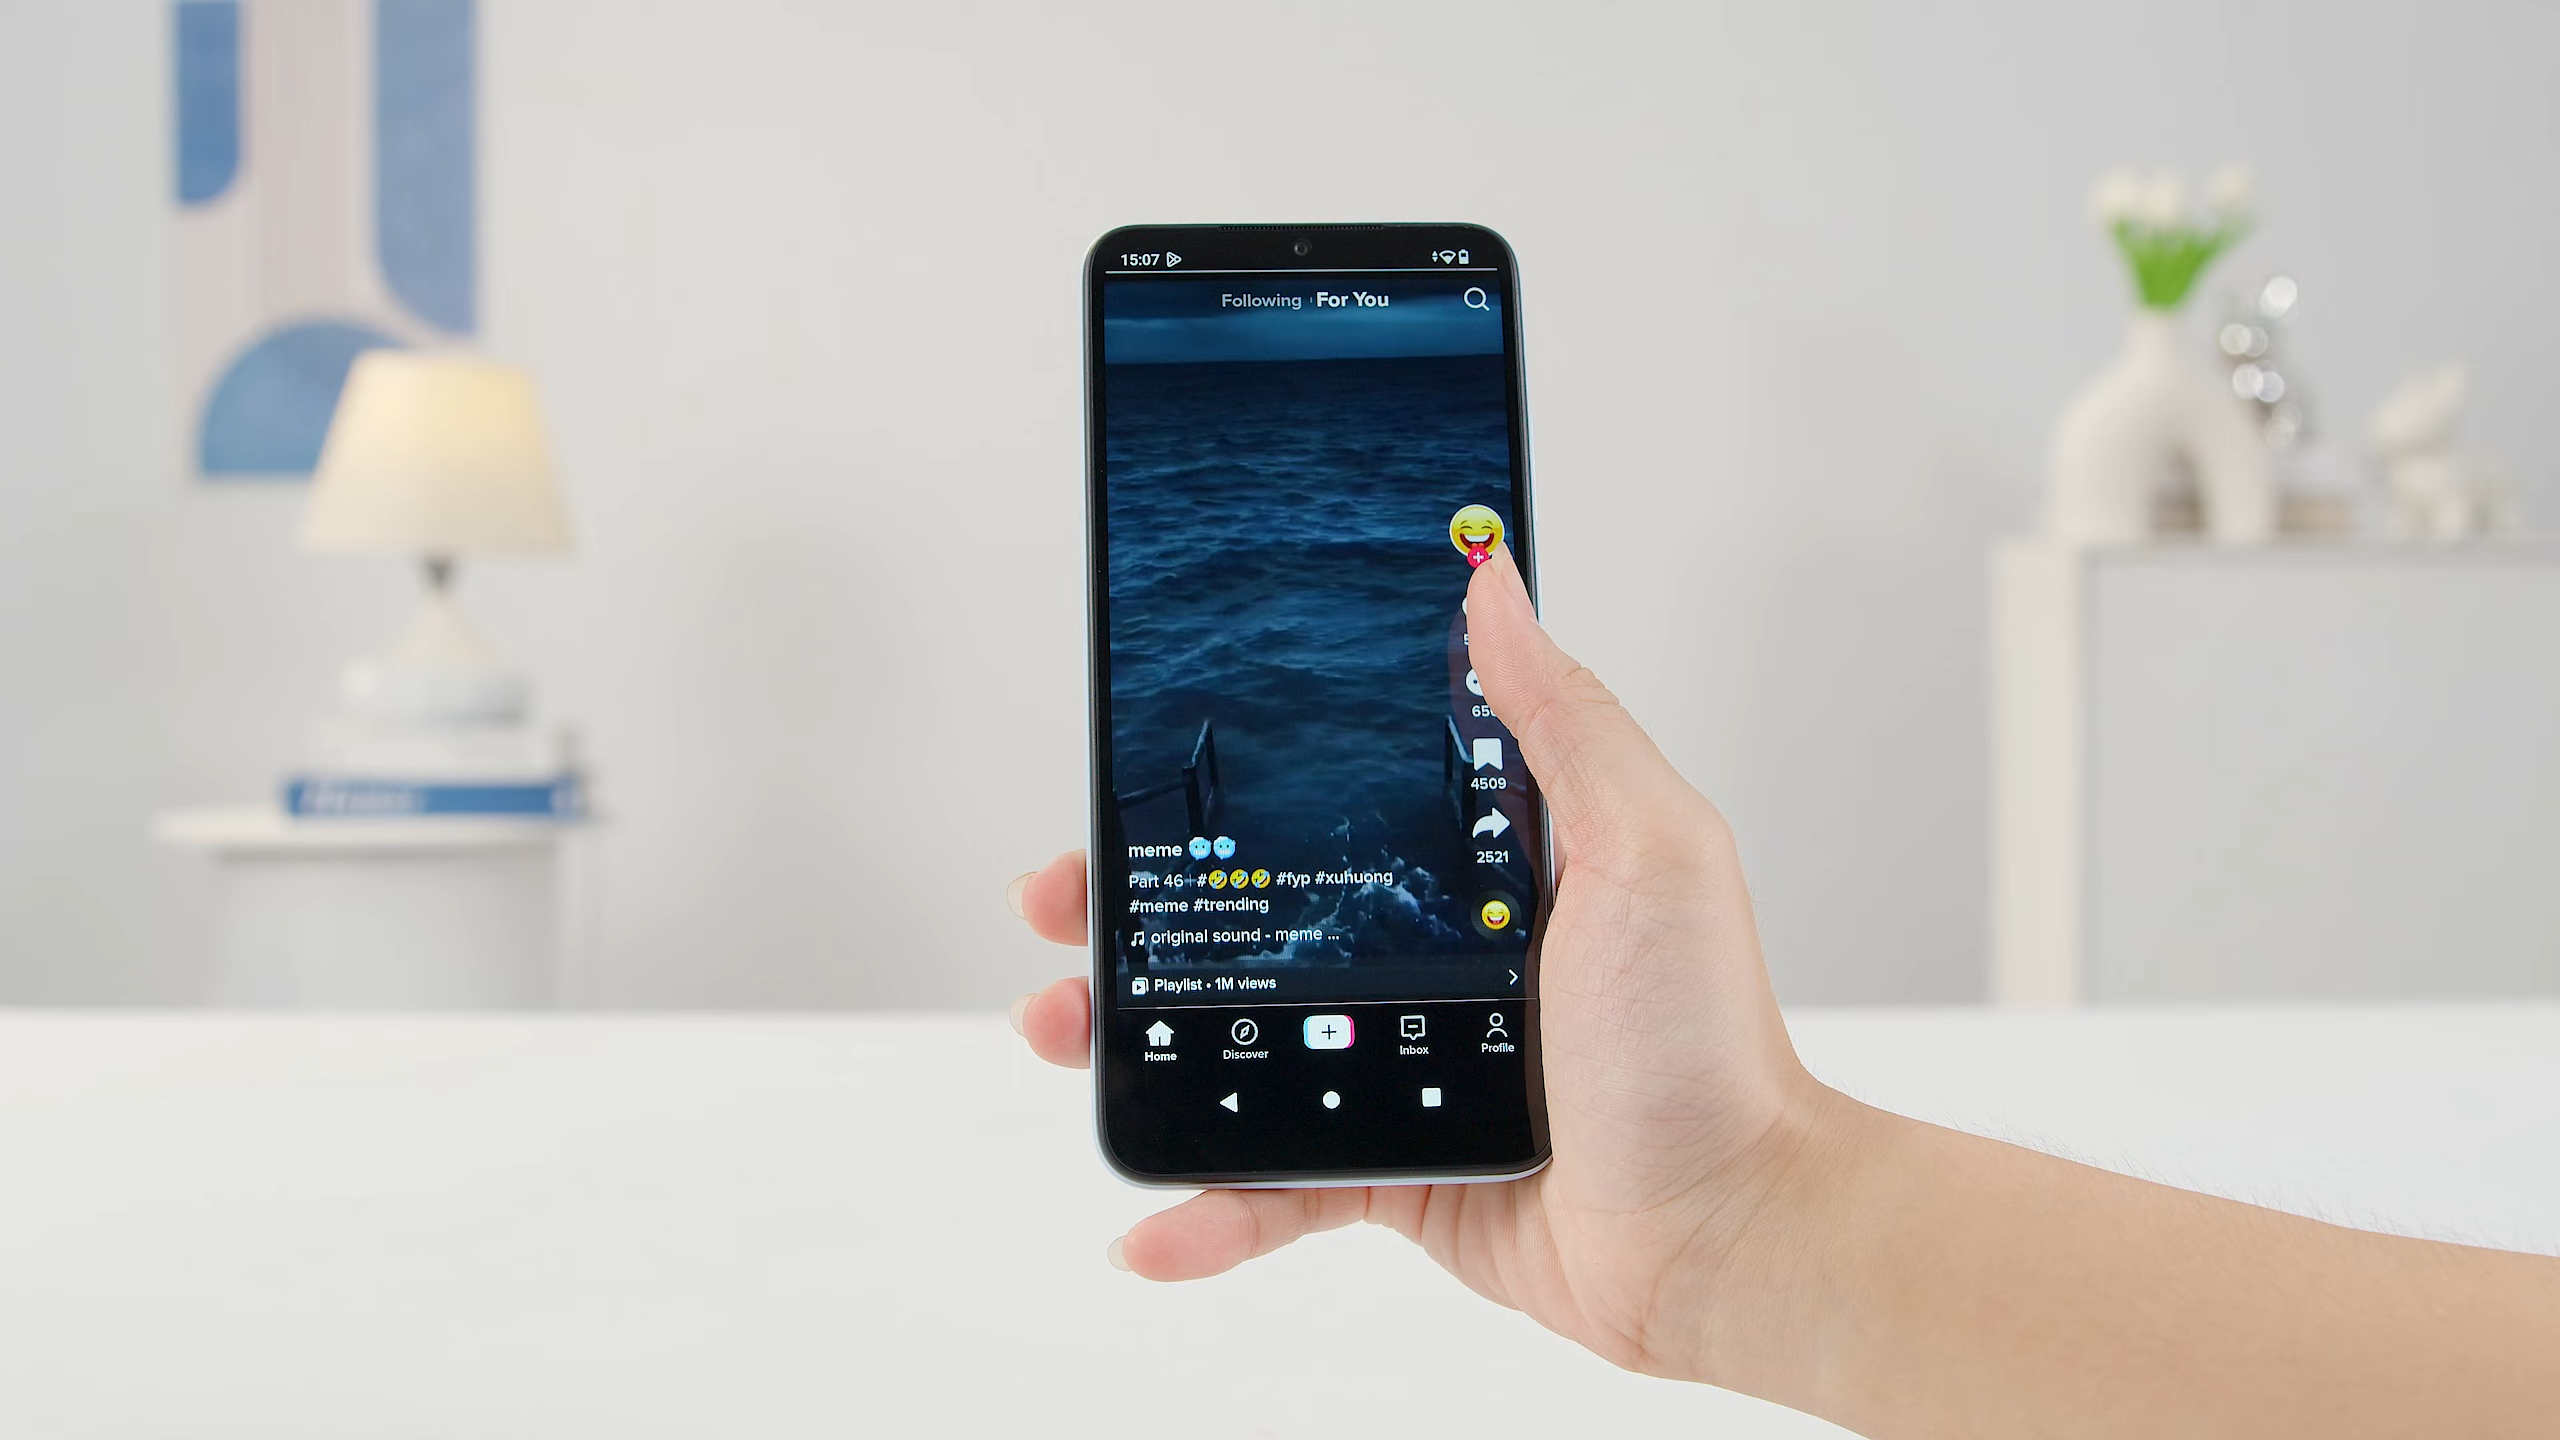 15:07
Following For You
meme 🥶🥶
Part 46 #🤣🤣🤣 #fyp #xuhuong
#meme #trending
original sound - meme ...
4509
2521
Playlist • 1M views
Home Discover Inbox Profile